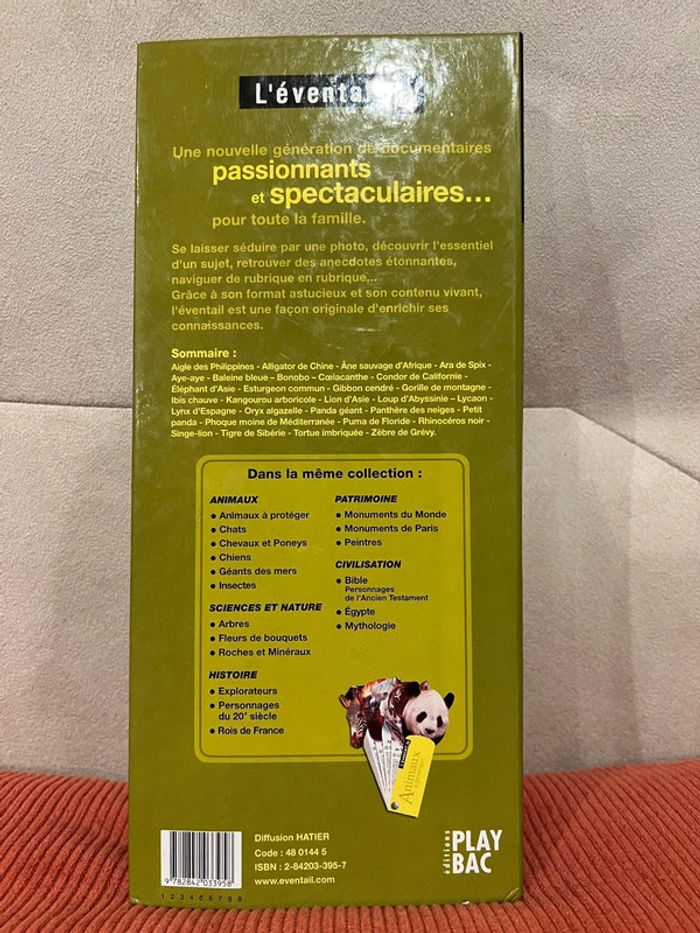 L'éventail
Une nouvelle génération de documentaires
passionnants
et spectaculaires...
pour toute la famille.
Se laisser séduire par une photo, découvrir l'essentiel
d'un sujet, retrouver des anecdotes étonnantes,
naviguer de rubrique en rubrique...
Grâce à son format astucieux et son contenu vivant,
l'éventail est une façon originale d'enrichir ses
connaissances.
Sommaire :
Aigle des Philippines - Alligator de Chine - Âne sauvage d'Afrique - Ara de Spix -
Aye-aye - Baleine bleue – Bonobo – Cœlacanthe - Condor de Californie -
Éléphant d'Asie - Esturgeon commun - Gibbon cendré - Gorille de montagne -
Ibis chauve - Kangourou arboricole - Lion d'Asie - Loup d'Abyssinie – Lycaon -
Lynx d'Espagne - Oryx algazelle - Panda géant - Panthère des neiges - Petit
panda - Phoque moine de Méditerranée - Puma de Floride - Rhinocéros noir -
Singe-lion - Tigre de Sibérie - Tortue imbriquée - Zèbre de Grévy.
Dans la même collection :
ANIMAUX
• Animaux à protéger
• Chats
• Chevaux et Poneys
• Chiens
• Géants des mers
• Insectes
SCIENCES ET NATURE
• Arbres
• Fleurs de bouquets
• Roches et Minéraux
HISTOIRE
• Explorateurs
• Personnages
du 20e siècle
• Rois de France
PATRIMOINE
• Monuments du Monde
• Monuments de Paris
• Peintres
CIVILISATION
• Bible
Personnages
de l'Ancien Testament
• Égypte
• Mythologie
Animaux
à protéger
9 782842 033958
1 2 3 4 5 6 7 8 9
Diffusion HATIER
Code : 48 0144 5
ISBN : 2-84203-395-7
www.eventail.com
éditions
PLAY
BAC